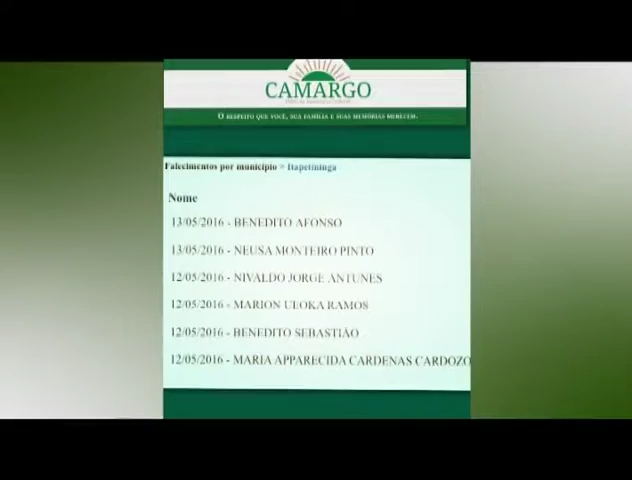 CAMARGO
O RESPEITO QUE VOCÊ, SUA FAMÍLIA E SUAS MEMÓRIAS MERECEM.
Falecimentos por município > Itapetininga
Nome
13/05/2016 - BENEDITO AFONSO
13/05/2016 - NEUSA MONTEIRO PINTO
12/05/2016 - NIVALDO JORGE ANTUNES
12/05/2016 - MARION UEOKA RAMOS
12/05/2016 - BENEDITO SEBASTIÃO
12/05/2016 - MARIA APPARECIDA CARDENAS CARDOZO